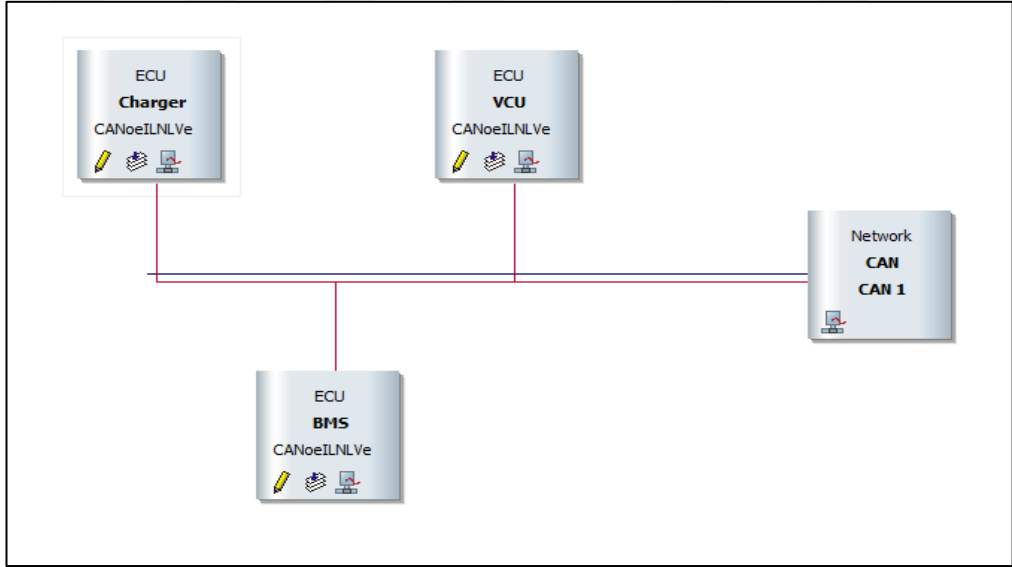 ECU
Charger
CANoeILNLVe
ECU
VCU
CANoeILNLVe
Network
CAN
CAN 1
ECU
BMS
CANoeILNLVe